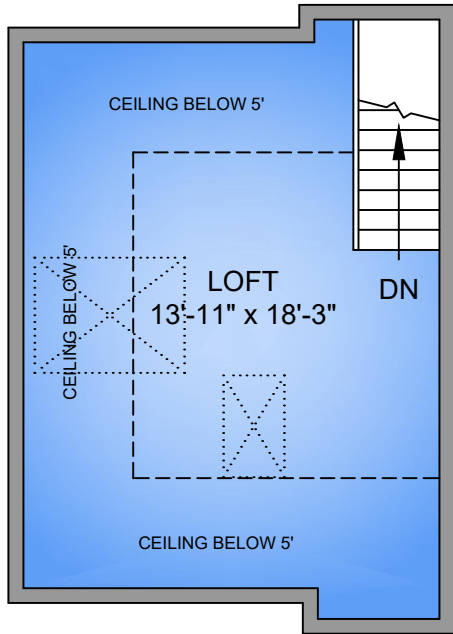 CEILING BELOW 5'
CEILING BELOW 5'
LOFT
13'-11" x 18'-3"
DN
CEILING BELOW 5'